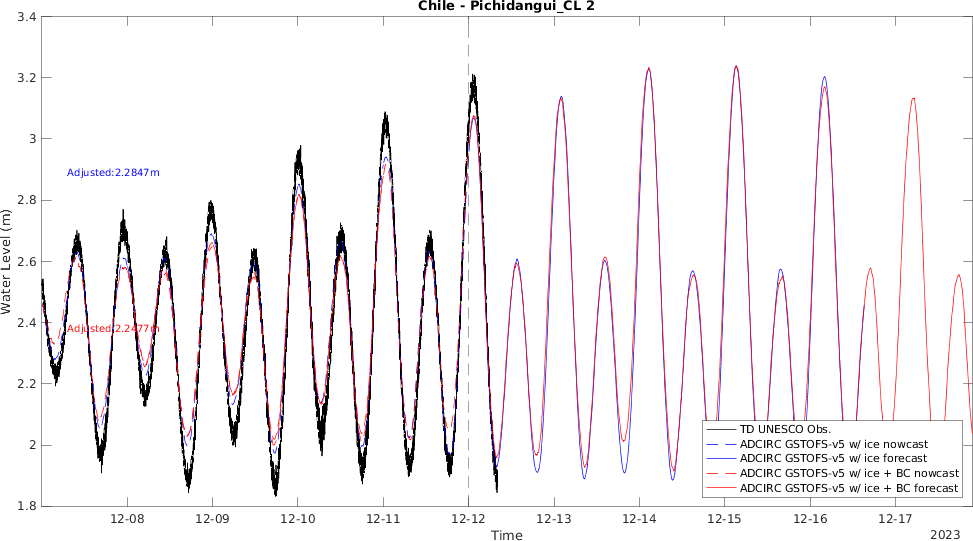 Chile - Pichidangui_CL 2
Water Level (m)
3.4
3.2
3
2.8
2.6
2.4
2.2
2
1.8
Adjusted:2.2847m
Adjusted:2.2477m
TD UNESCO Obs.
ADCIRC GSTOFS-v5 w/ ice nowcast
ADCIRC GSTOFS-v5 w/ ice forecast
ADCIRC GSTOFS-v5 w/ ice + BC nowcast
ADCIRC GSTOFS-v5 w/ ice + BC forecast
12-08 12-09 12-10 12-11 12-12 12-13 12-14 12-15 12-16 12-17
Time
2023